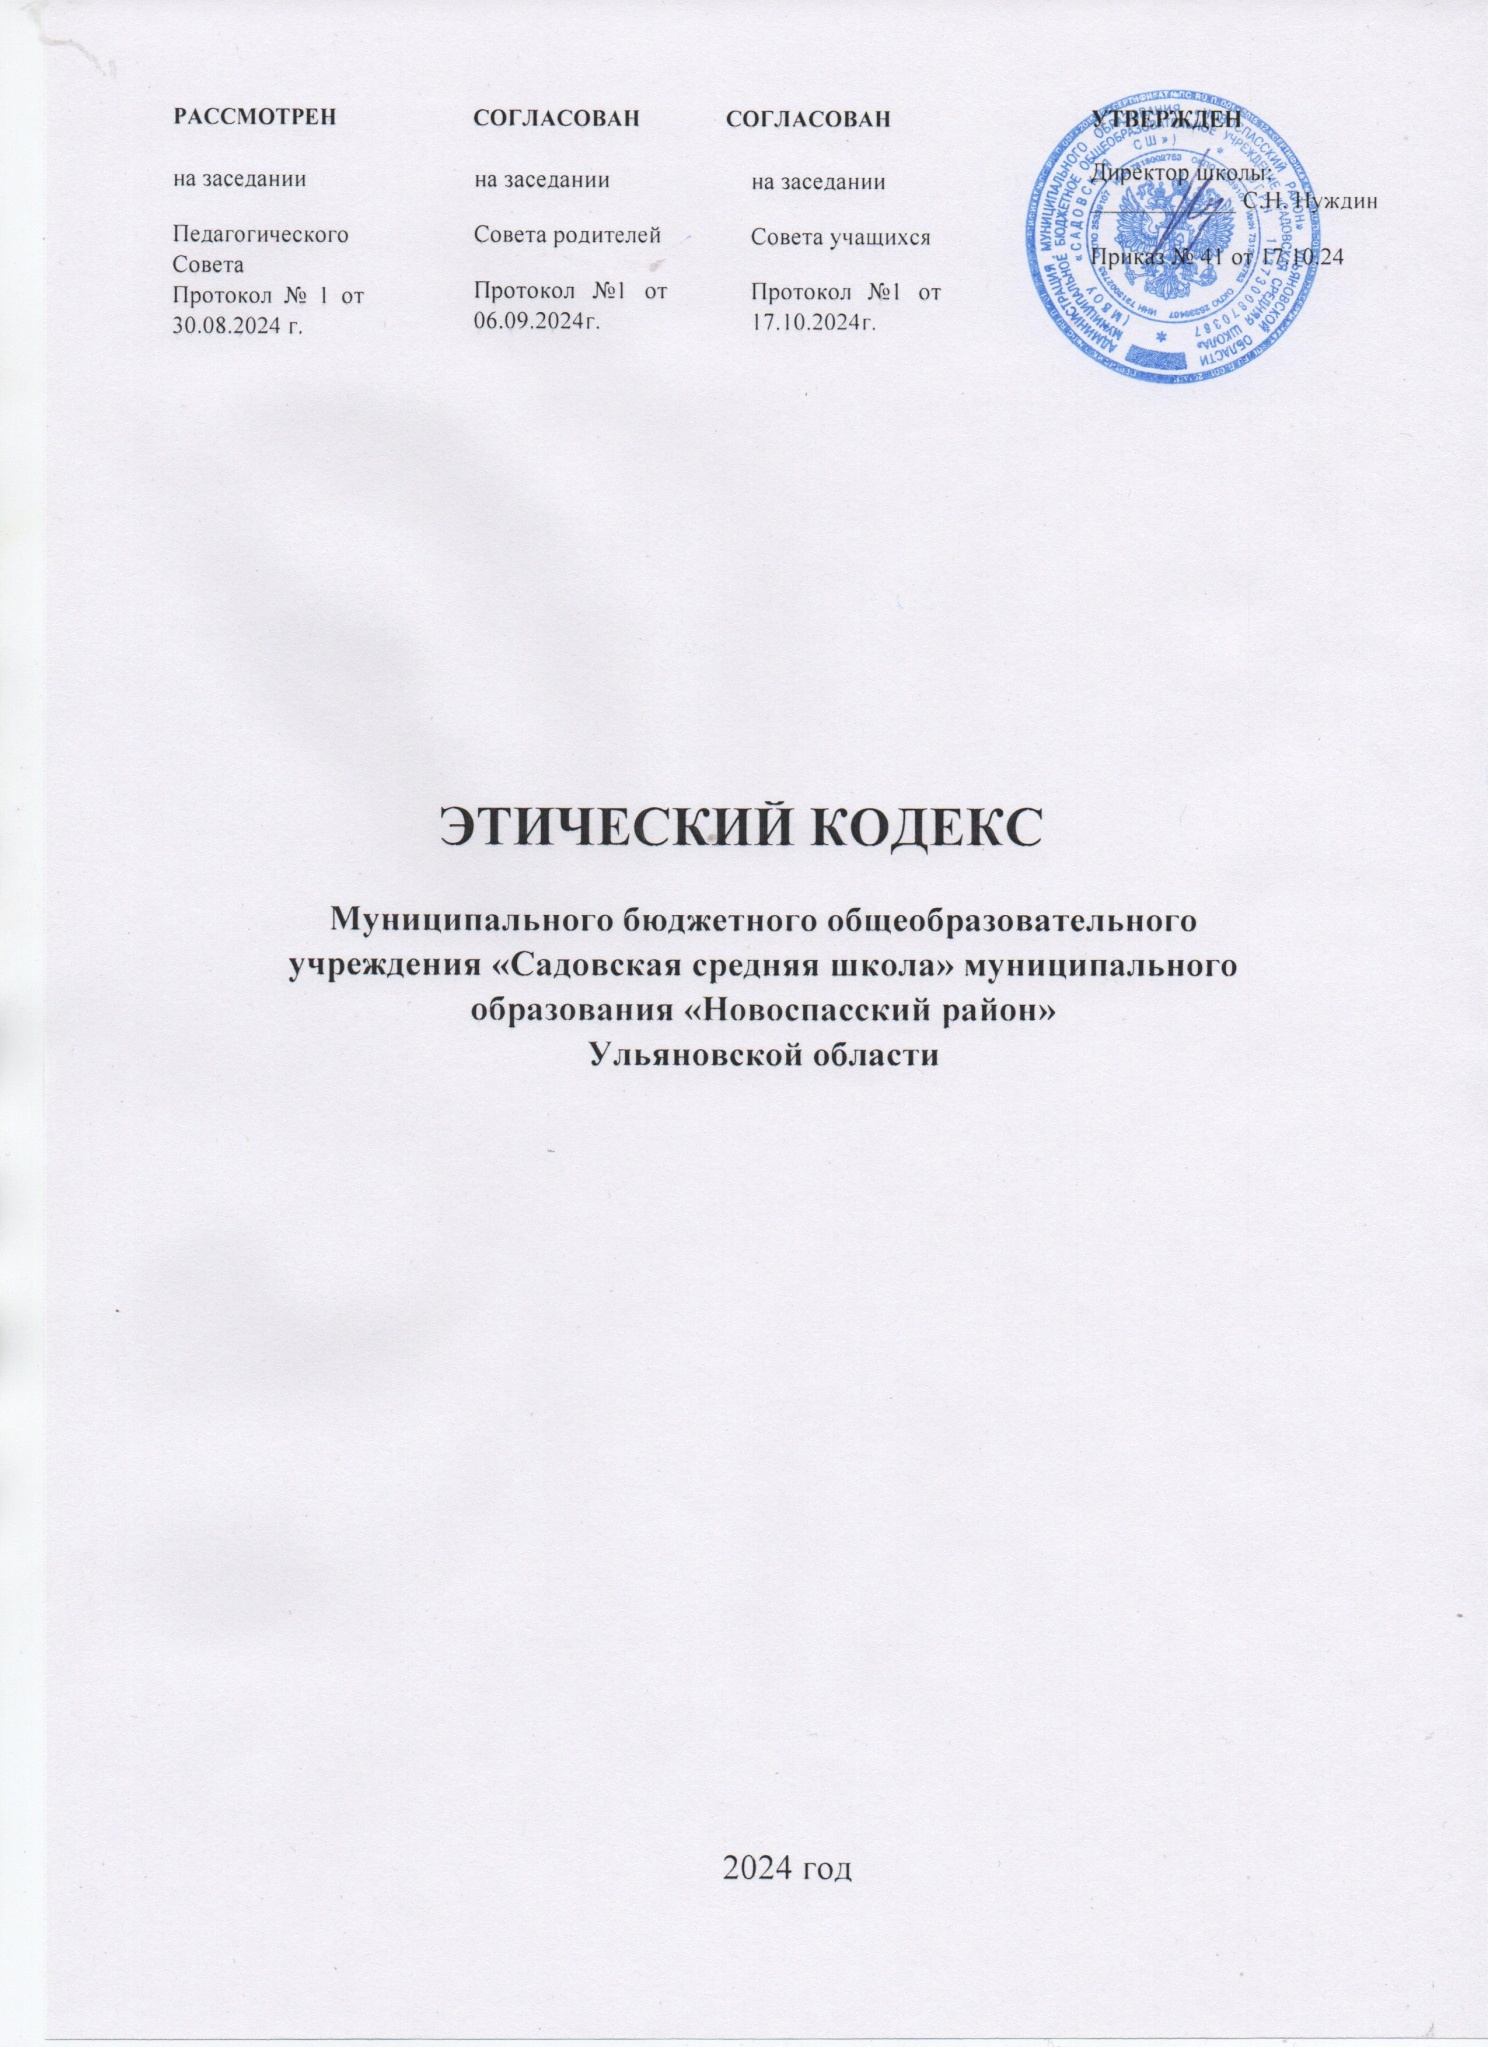 РАССМОТРЕН
на заседании
Педагогического
Совета
Протокол № 1 от
30.08.2024 г.
СОГЛАСОВАН
на заседании
Совета родителей
Протокол №1 от
06.09.2024г.
СОГЛАСОВАН
на заседании
Совета учащихся
Протокол №1 от
17.10.2024г.
УТВЕРЖДЕН
Директор школы:
С.Н. Нуждин
Приказ № 41 от 17.10.24
ЭТИЧЕСКИЙ КОДЕКС
Муниципального бюджетного общеобразовательного
учреждения «Садовская средняя школа» муниципального
образования «Новоспасский район»
Ульяновской области
2024 год